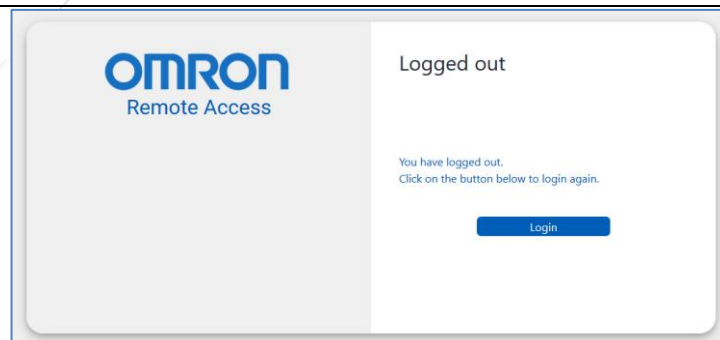 OMRON
Remote Access
Logged out
You have logged out.
Click on the button below to login again.
Login